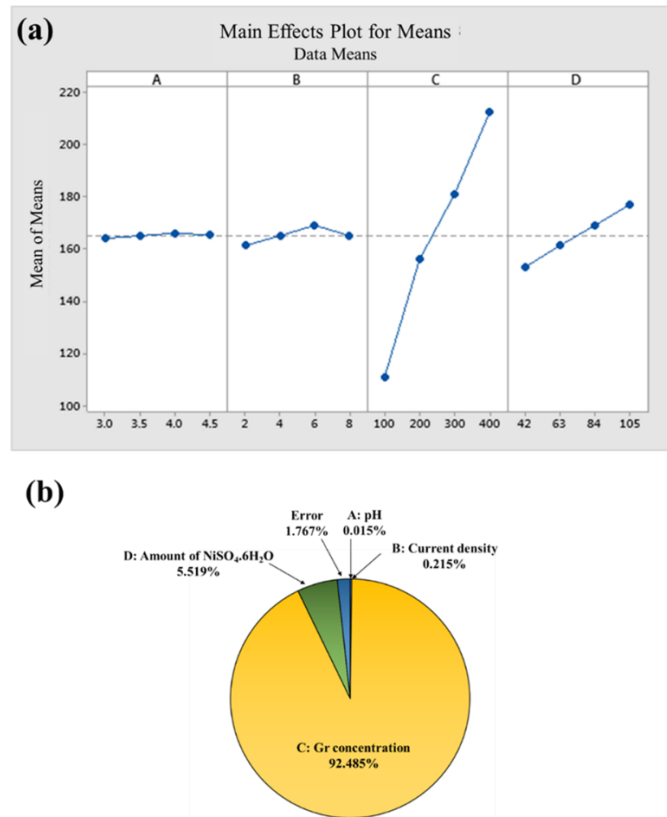 (a)
Main Effects Plot for Means
Data Means
A B C D
220
200
180
160
140
120
100
Mean of Means
3.0 3.5 4.0 4.5 2 4 6 8 100 200 300 400 42 63 84 105
(b)
Error
1.767%
A: pH
0.015%
D: Amount of NiSO₄.6H₂O
5.519%
B: Current density
0.215%
C: Gr concentration
92.485%